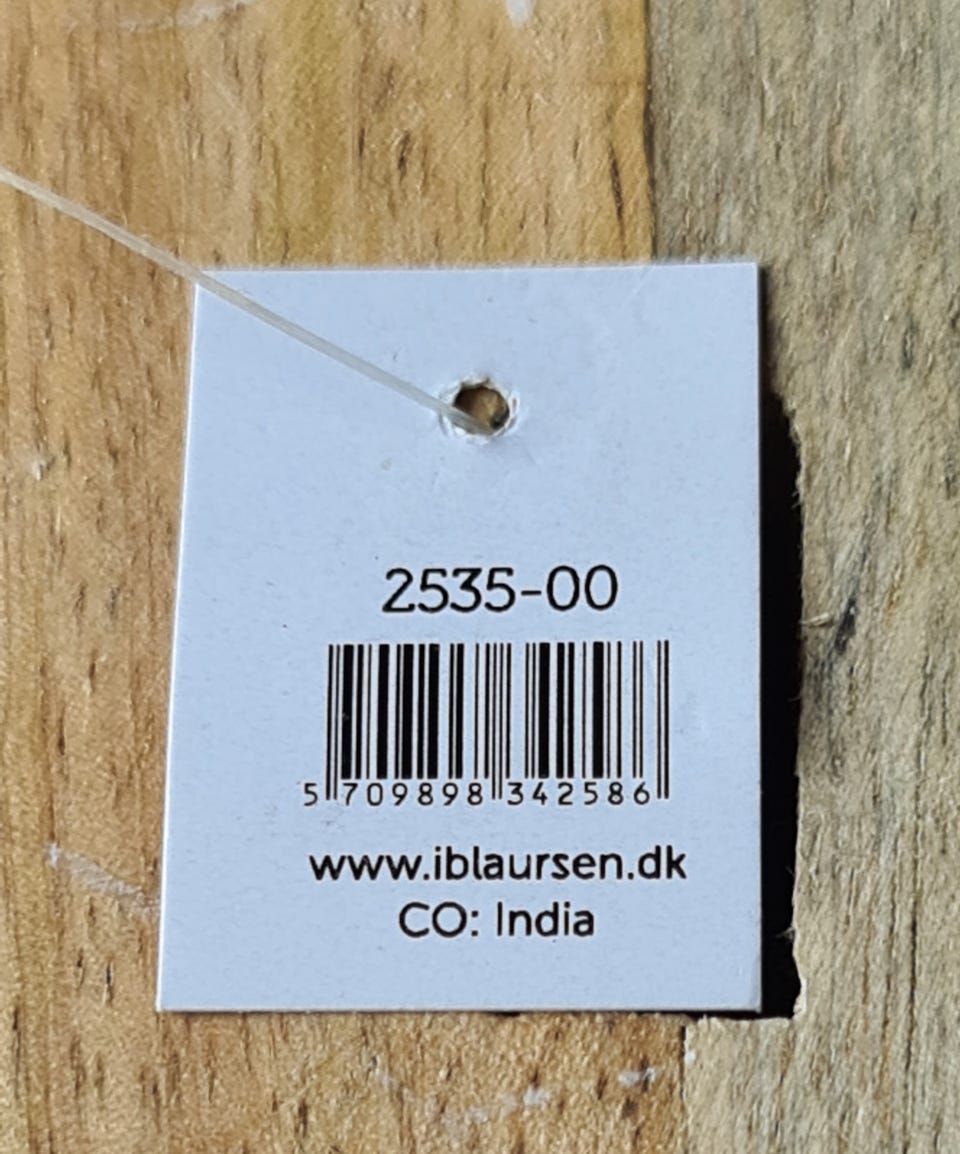 2535-00
5 709898 342586
www.iblaursen.dk
CO: India